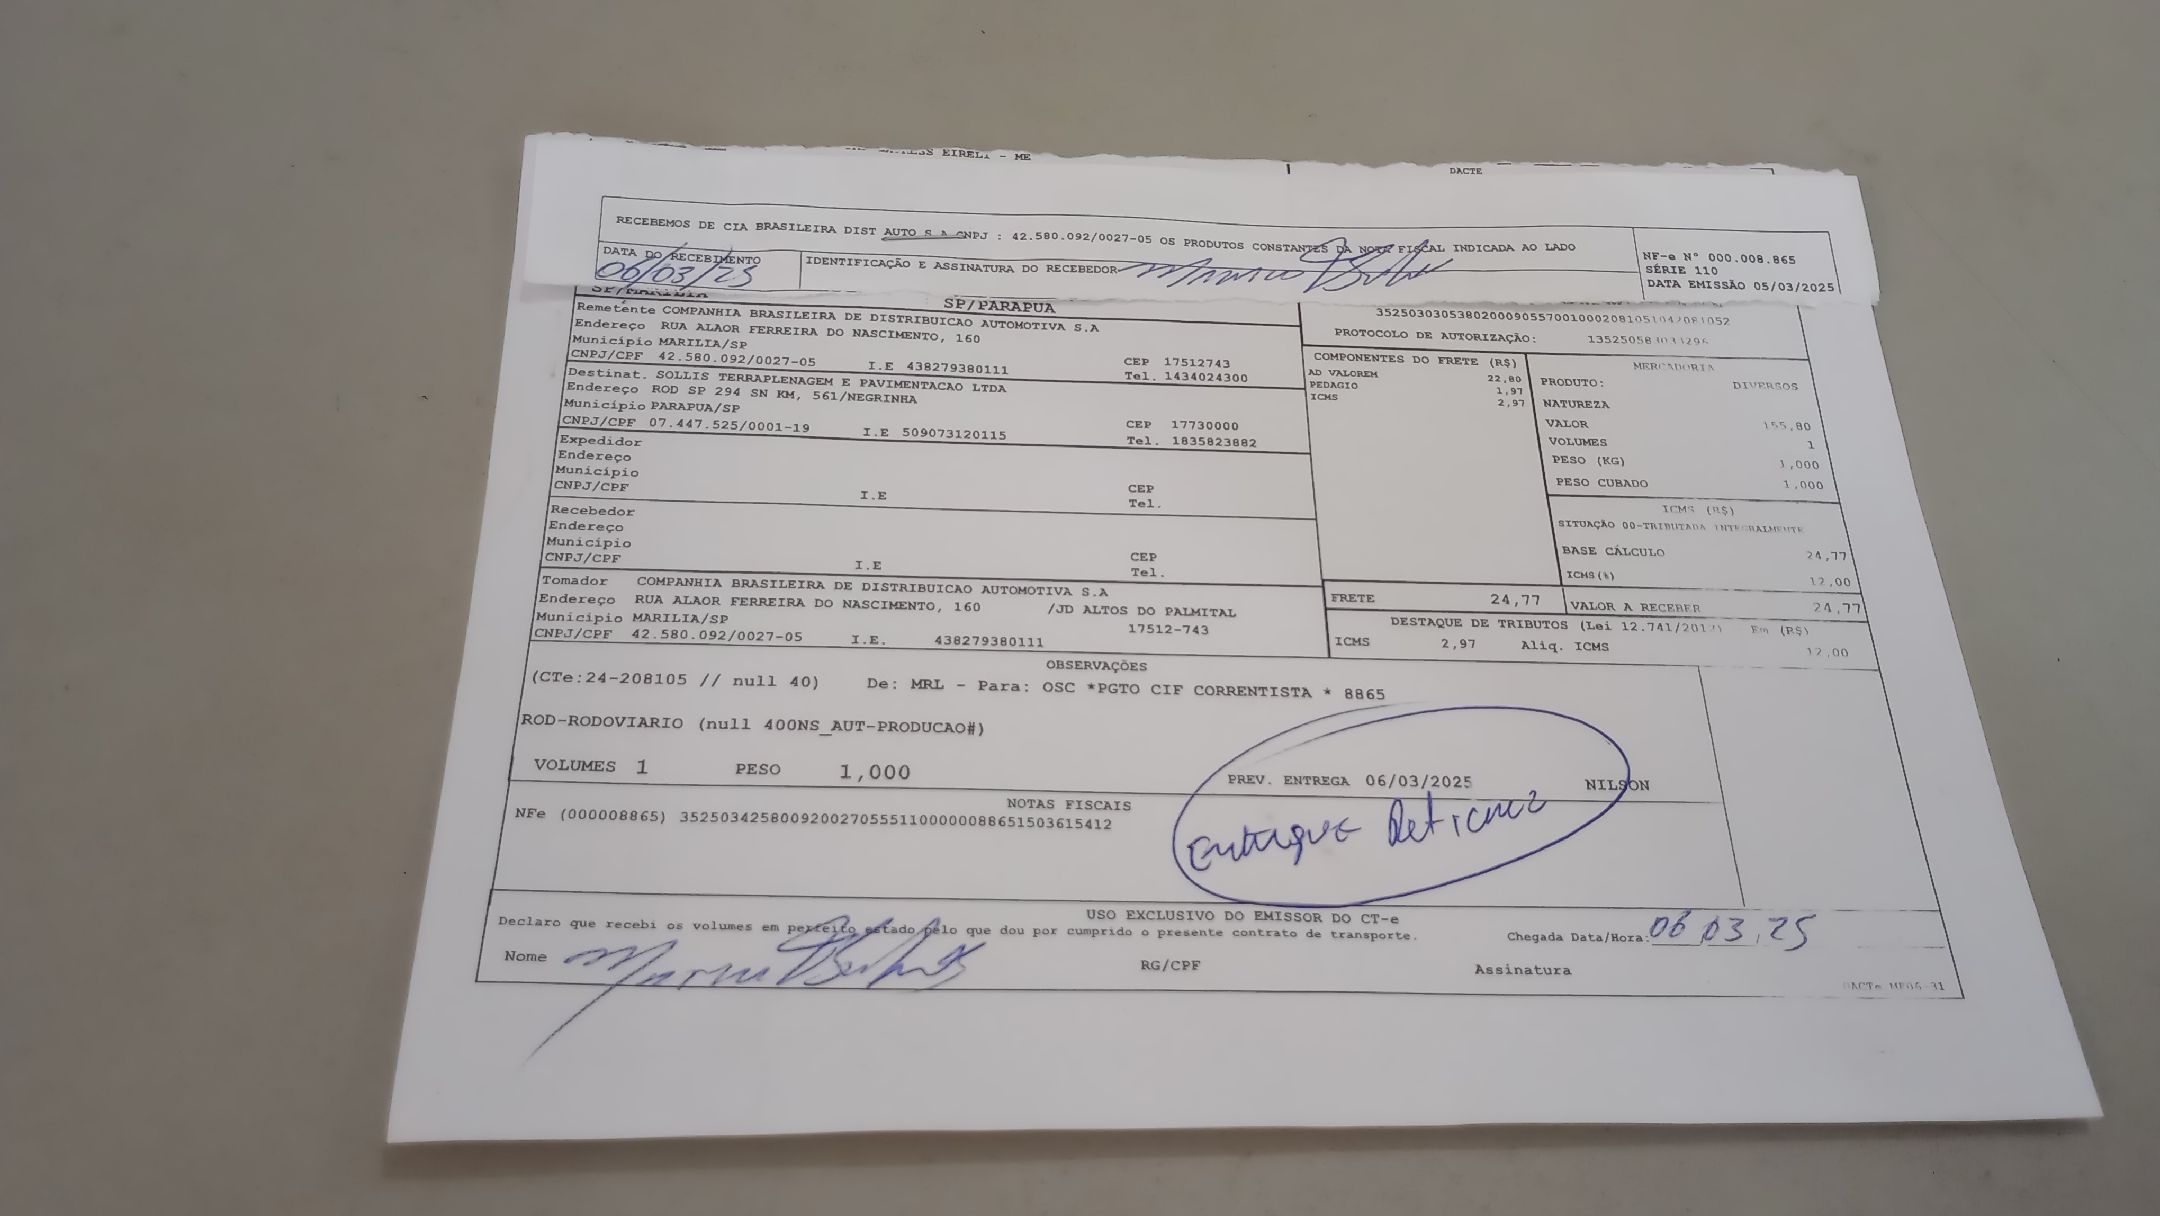 EIRELI - ME
DACTE
RECEBEMOS DE CIA BRASILEIRA DIST AUTO S A CNPJ : 42.580.092/0027-05 OS PRODUTOS CONSTANTES DA NOTA FISCAL INDICADA AO LADO
NF-e N° 000.008.865
SÉRIE 110
DATA EMISSÃO 05/03/2025
DATA DO RECEBIMENTO
06/03/25
IDENTIFICAÇÃO E ASSINATURA DO RECEBEDOR
SP/MARILIA
SP/PARAPUA
Remetente COMPANHIA BRASILEIRA DE DISTRIBUICAO AUTOMOTIVA S.A
Endereço RUA ALAOR FERREIRA DO NASCIMENTO, 160
Município MARILIA/SP
CEP 17512743
CNPJ/CPF 42.580.092/0027-05 I.E 438279380111 Tel. 1434024300
Destinat. SOLLIS TERRAPLENAGEM E PAVIMENTACAO LTDA
Endereço ROD SP 294 SN KM, 561/NEGRINHA
Município PARAPUA/SP
CEP 17730000
CNPJ/CPF 07.447.525/0001-19 I.E 509073120115 Tel. 1835823882
Expedidor
Endereço
Município
CEP
CNPJ/CPF I.E Tel.
Recebedor
Endereço
Município
CEP
CNPJ/CPF I.E Tel.
Tomador COMPANHIA BRASILEIRA DE DISTRIBUICAO AUTOMOTIVA S.A
Endereço RUA ALAOR FERREIRA DO NASCIMENTO, 160 /JD ALTOS DO PALMITAL
Município MARILIA/SP 17512-743
CNPJ/CPF 42.580.092/0027-05 I.E. 438279380111
PROTOCOLO DE AUTORIZAÇÃO:
COMPONENTES DO FRETE (R$)
AD VALOREM 22,80
PEDAGIO 1,97
ICMS 2,97
MERCADORIA
PRODUTO: DIVERSOS
NATUREZA
VALOR 155,80
VOLUMES 1
PESO (KG) 1,000
PESO CUBADO 1,000
ICMS (R$)
SITUAÇÃO 00-TRIBUTADA INTEGRALMENTE
BASE CÁLCULO 24,77
ICMS(%) 12,00
FRETE 24,77
VALOR A RECEBER 24,77
DESTAQUE DE TRIBUTOS (Lei 12.741/2012) Em (R$)
ICMS 2,97 Aliq. ICMS 12,00
OBSERVAÇÕES
(CTe:24-208105 // null 40) De: MRL - Para: OSC *PGTO CIF CORRENTISTA * 8865
ROD-RODOVIARIO (null 400NS_AUT-PRODUCAO#)
VOLUMES 1 PESO 1,000 PREV. ENTREGA 06/03/2025 NILSON
NOTAS FISCAIS
NFe (000008865) 35250342580092002705551100000088651503615412
USO EXCLUSIVO DO EMISSOR DO CT-e
Declaro que recebi os volumes em perfeito estado pelo que dou por cumprido o presente contrato de transporte.
Chegada Data/Hora: 06 03.25
Nome RG/CPF Assinatura